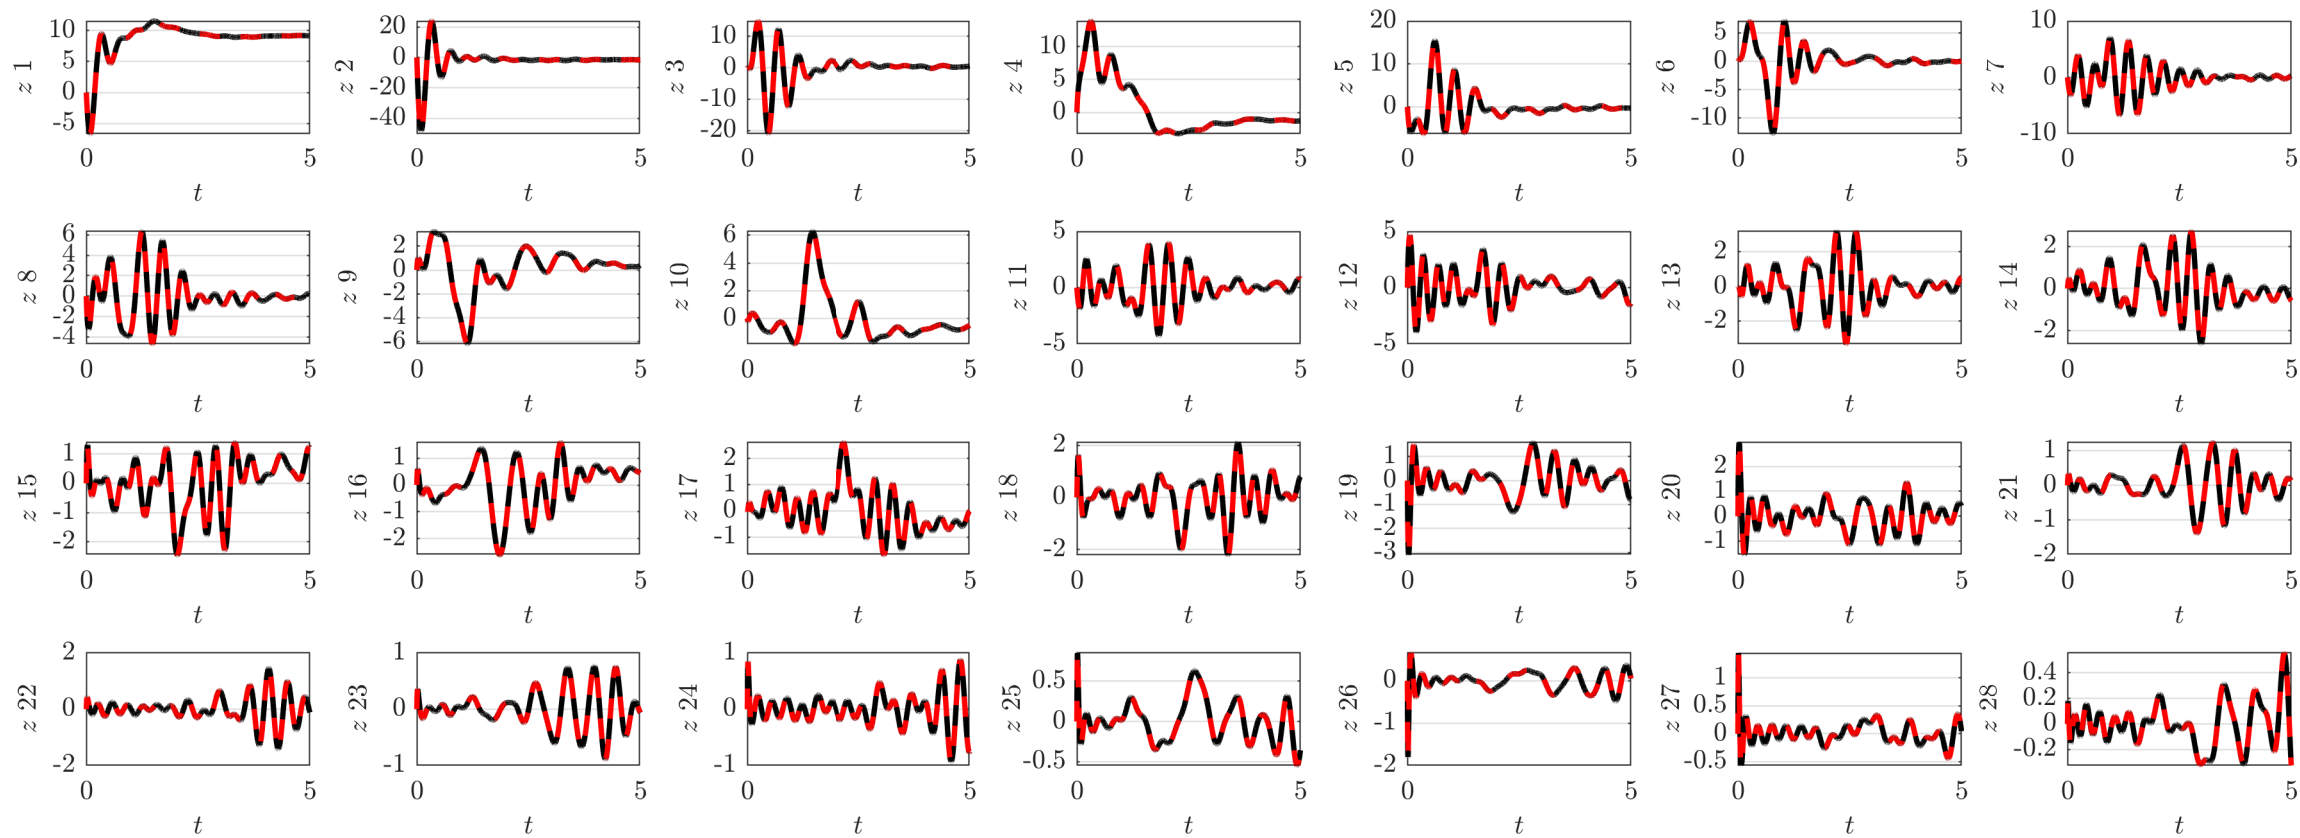 10
5
0
-5
z 1
0 5
t
20
0
-20
-40
z 2
0 5
t
10
0
-10
-20
z 3
0 5
t
10
5
0
z 4
0 5
t
20
10
0
z 5
0 5
t
5
0
-5
-10
z 6
0 5
t
10
0
-10
z 7
0 5
t
6
4
2
0
-2
-4
z 8
0 5
t
2
0
-2
-4
-6
z 9
0 5
t
6
4
2
0
z 10
0 5
t
5
0
-5
z 11
0 5
t
5
0
-5
z 12
0 5
t
2
0
-2
z 13
0 5
t
2
0
-2
z 14
0 5
t
1
0
-1
-2
z 15
0 5
t
1
0
-1
-2
z 16
0 5
t
2
1
0
-1
z 17
0 5
t
2
0
-2
z 18
0 5
t
1
0
-1
-2
-3
z 19
0 5
t
2
1
0
-1
z 20
0 5
t
1
0
-1
-2
z 21
0 5
t
2
0
-2
z 22
0 5
t
1
0
-1
z 23
0 5
t
1
0
-1
z 24
0 5
t
0.5
0
-0.5
z 25
0 5
t
0
-1
-2
z 26
0 5
t
1
0.5
0
-0.5
z 27
0 5
t
0.4
0.2
0
-0.2
z 28
0 5
t